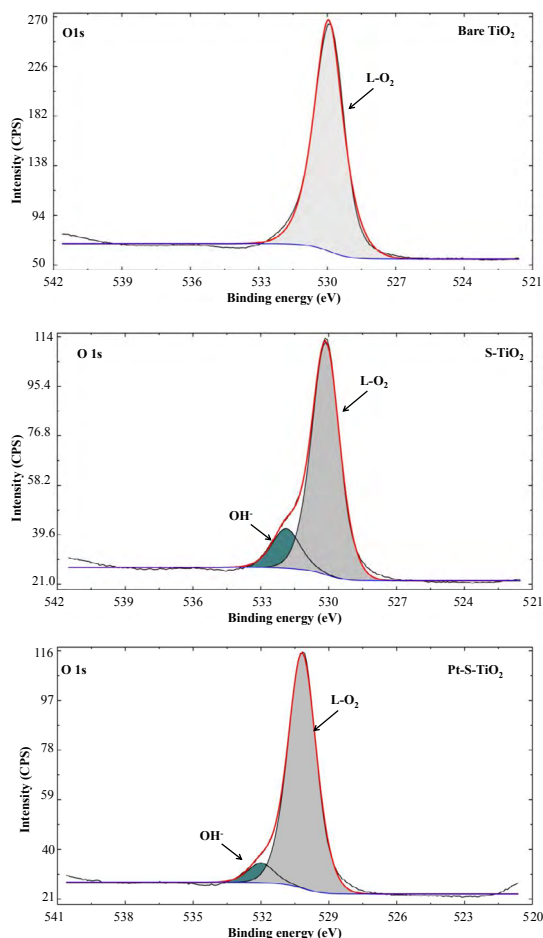 270
O1s
Bare TiO₂
226
L-O₂
182
138
94
50
542 539 536 533 530 527 524 521
Intensity (CPS)
Binding energy (eV)
114
O 1s
S-TiO₂
95.4
L-O₂
76.8
58.2
OH⁻
39.6
21.0
542 539 536 533 530 527 524 521
Intensity (CPS)
Binding energy (eV)
116
O 1s
Pt-S-TiO₂
97
L-O₂
78
59
40
OH⁻
21
541 538 535 532 529 526 523 520
Intensity (CPS)
Binding energy (eV)